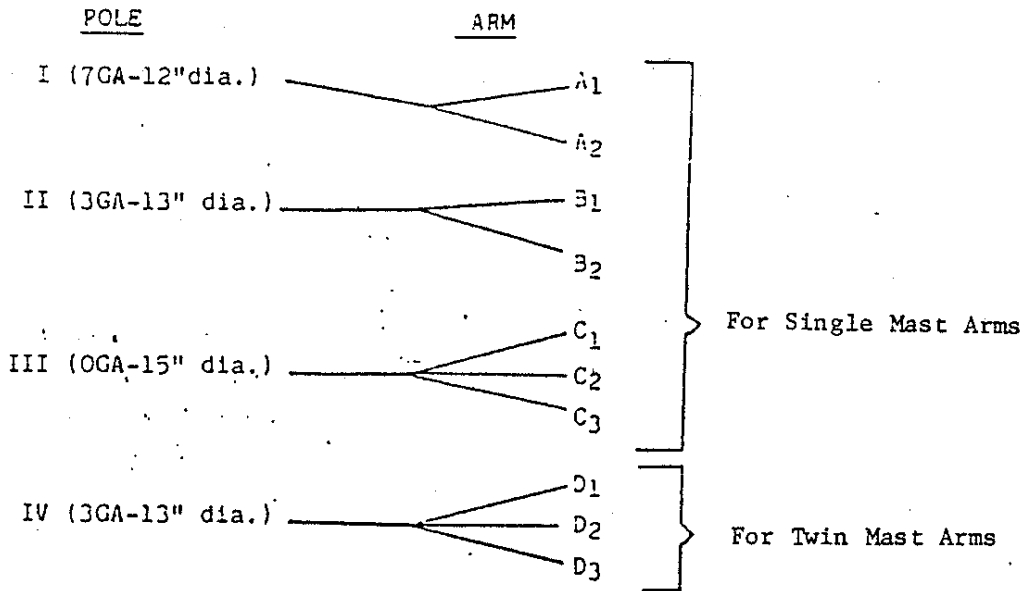 POLE ARM
I (7GA-12"dia.) A1
A2
II (3GA-13" dia.) B1
B2
For Single Mast Arms
C1
III (0GA-15" dia.) C2
C3
D1
IV (3GA-13" dia.) D2
For Twin Mast Arms
D3